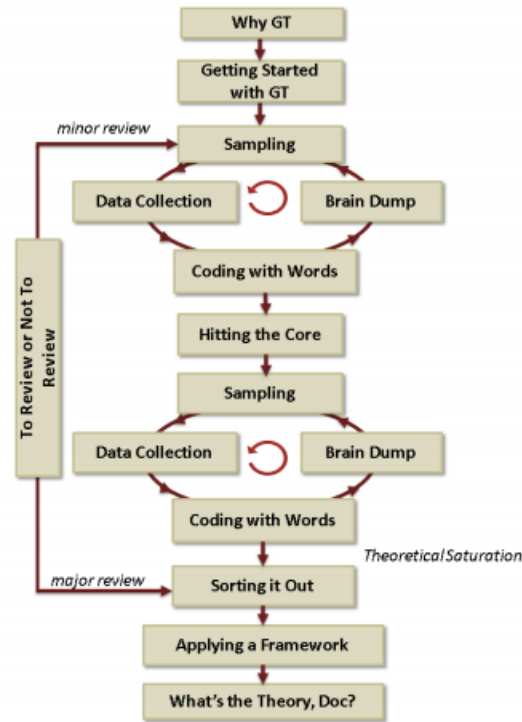 Why GT
Getting Started
with GT
minor review
Sampling
Data Collection
Brain Dump
Coding with Words
To Review or Not To
Review
Hitting the Core
Sampling
Data Collection
Brain Dump
Coding with Words
Theoretical Saturation
major review
Sorting it Out
Applying a Framework
What's the Theory, Doc?